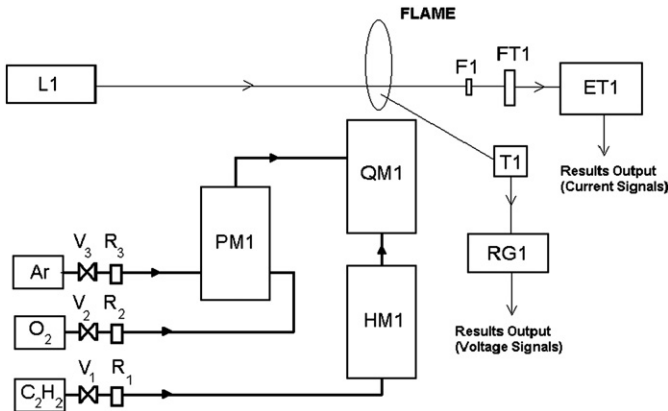 FLAME
L1
F1
FT1
ET1
T1
Results Output
(Current Signals)
QM1
PM1
RG1
Results Output
(Voltage Signals)
HM1
V3
R3
Ar
V2
R2
O2
V1
R1
C2H2